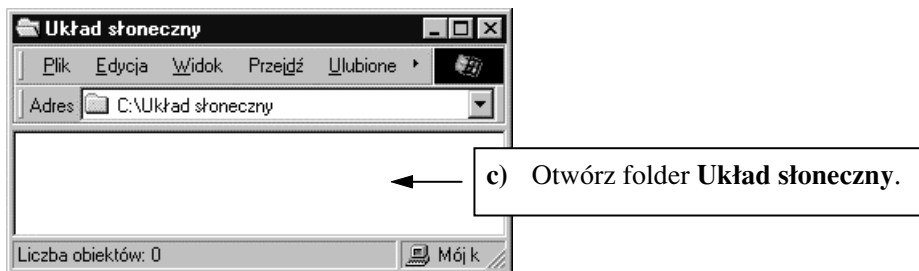 Układ słoneczny
Plik Edycja Widok Przejdź Ulubione
Adres C:\Układ słoneczny
c) Otwórz folder Układ słoneczny.
Liczba obiektów: 0 Mój k